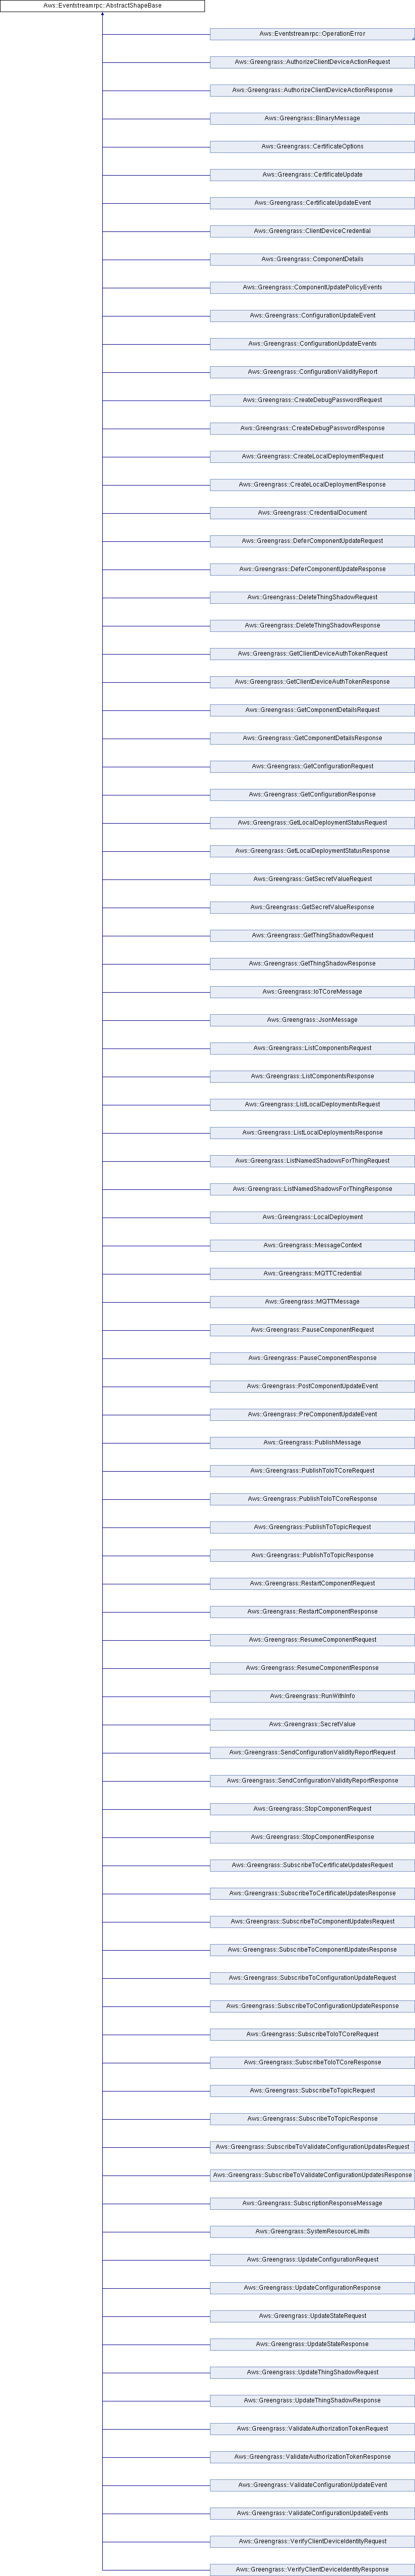 Aws::Eventstreamrpc::AbstractShapeBase
Aws::Eventstreamrpc::OperationError
Aws::Greengrass::AuthorizeClientDeviceActionRequest
Aws::Greengrass::AuthorizeClientDeviceActionResponse
Aws::Greengrass::BinaryMessage
Aws::Greengrass::CertificateOptions
Aws::Greengrass::CertificateUpdate
Aws::Greengrass::CertificateUpdateEvent
Aws::Greengrass::ClientDeviceCredential
Aws::Greengrass::ComponentDetails
Aws::Greengrass::ComponentUpdatePolicyEvents
Aws::Greengrass::ConfigurationUpdateEvent
Aws::Greengrass::ConfigurationUpdateEvents
Aws::Greengrass::ConfigurationValidityReport
Aws::Greengrass::CreateDebugPasswordRequest
Aws::Greengrass::CreateDebugPasswordResponse
Aws::Greengrass::CreateLocalDeploymentRequest
Aws::Greengrass::CreateLocalDeploymentResponse
Aws::Greengrass::CredentialDocument
Aws::Greengrass::DeferComponentUpdateRequest
Aws::Greengrass::DeferComponentUpdateResponse
Aws::Greengrass::DeleteThingShadowRequest
Aws::Greengrass::DeleteThingShadowResponse
Aws::Greengrass::GetClientDeviceAuthTokenRequest
Aws::Greengrass::GetClientDeviceAuthTokenResponse
Aws::Greengrass::GetComponentDetailsRequest
Aws::Greengrass::GetComponentDetailsResponse
Aws::Greengrass::GetConfigurationRequest
Aws::Greengrass::GetConfigurationResponse
Aws::Greengrass::GetLocalDeploymentStatusRequest
Aws::Greengrass::GetLocalDeploymentStatusResponse
Aws::Greengrass::GetSecretValueRequest
Aws::Greengrass::GetSecretValueResponse
Aws::Greengrass::GetThingShadowRequest
Aws::Greengrass::GetThingShadowResponse
Aws::Greengrass::IoTCoreMessage
Aws::Greengrass::JsonMessage
Aws::Greengrass::ListComponentsRequest
Aws::Greengrass::ListComponentsResponse
Aws::Greengrass::ListLocalDeploymentsRequest
Aws::Greengrass::ListLocalDeploymentsResponse
Aws::Greengrass::ListNamedShadowsForThingRequest
Aws::Greengrass::ListNamedShadowsForThingResponse
Aws::Greengrass::LocalDeployment
Aws::Greengrass::MessageContext
Aws::Greengrass::MQTTCredential
Aws::Greengrass::MQTTMessage
Aws::Greengrass::PauseComponentRequest
Aws::Greengrass::PauseComponentResponse
Aws::Greengrass::PostComponentUpdateEvent
Aws::Greengrass::PreComponentUpdateEvent
Aws::Greengrass::PublishMessage
Aws::Greengrass::PublishToIoTCoreRequest
Aws::Greengrass::PublishToIoTCoreResponse
Aws::Greengrass::PublishToTopicRequest
Aws::Greengrass::PublishToTopicResponse
Aws::Greengrass::RestartComponentRequest
Aws::Greengrass::RestartComponentResponse
Aws::Greengrass::ResumeComponentRequest
Aws::Greengrass::ResumeComponentResponse
Aws::Greengrass::RunWithInfo
Aws::Greengrass::SecretValue
Aws::Greengrass::SendConfigurationValidityReportRequest
Aws::Greengrass::SendConfigurationValidityReportResponse
Aws::Greengrass::StopComponentRequest
Aws::Greengrass::StopComponentResponse
Aws::Greengrass::SubscribeToCertificateUpdatesRequest
Aws::Greengrass::SubscribeToCertificateUpdatesResponse
Aws::Greengrass::SubscribeToComponentUpdatesRequest
Aws::Greengrass::SubscribeToComponentUpdatesResponse
Aws::Greengrass::SubscribeToConfigurationUpdateRequest
Aws::Greengrass::SubscribeToConfigurationUpdateResponse
Aws::Greengrass::SubscribeToIoTCoreRequest
Aws::Greengrass::SubscribeToIoTCoreResponse
Aws::Greengrass::SubscribeToTopicRequest
Aws::Greengrass::SubscribeToTopicResponse
Aws::Greengrass::SubscribeToValidateConfigurationUpdatesRequest
Aws::Greengrass::SubscribeToValidateConfigurationUpdatesResponse
Aws::Greengrass::SubscriptionResponseMessage
Aws::Greengrass::SystemResourceLimits
Aws::Greengrass::UpdateConfigurationRequest
Aws::Greengrass::UpdateConfigurationResponse
Aws::Greengrass::UpdateStateRequest
Aws::Greengrass::UpdateStateResponse
Aws::Greengrass::UpdateThingShadowRequest
Aws::Greengrass::UpdateThingShadowResponse
Aws::Greengrass::ValidateAuthorizationTokenRequest
Aws::Greengrass::ValidateAuthorizationTokenResponse
Aws::Greengrass::ValidateConfigurationUpdateEvent
Aws::Greengrass::ValidateConfigurationUpdateEvents
Aws::Greengrass::VerifyClientDeviceIdentityRequest
Aws::Greengrass::VerifyClientDeviceIdentityResponse